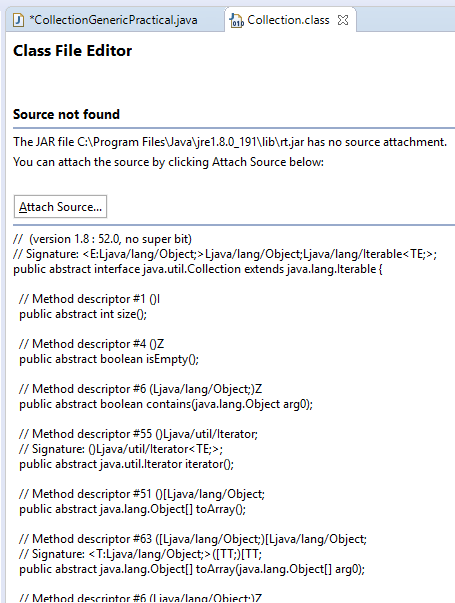 *CollectionGenericPractical.java
Collection.class
Class File Editor
Source not found
The JAR file C:\Program Files\Java\jre1.8.0_191\lib\rt.jar has no source attachment.
You can attach the source by clicking Attach Source below:
Attach Source...
// (version 1.8 : 52.0, no super bit)
// Signature: <E:Ljava/lang/Object;>Ljava/lang/Object;Ljava/lang/Iterable<TE;>;
public abstract interface java.util.Collection extends java.lang.Iterable {
// Method descriptor #1 ()I
public abstract int size();
// Method descriptor #4 ()Z
public abstract boolean isEmpty();
// Method descriptor #6 (Ljava/lang/Object;)Z
public abstract boolean contains(java.lang.Object arg0);
// Method descriptor #55 ()Ljava/util/Iterator;
// Signature: ()Ljava/util/Iterator<TE;>;
public abstract java.util.Iterator iterator();
// Method descriptor #51 ()[Ljava/lang/Object;
public abstract java.lang.Object[] toArray();
// Method descriptor #63 ([Ljava/lang/Object;)[Ljava/lang/Object;
// Signature: <T:Ljava/lang/Object;>([TT;)[TT;
public abstract java.lang.Object[] toArray(java.lang.Object[] arg0);
// Method descriptor #6 (Ljava/lang/Object;)Z